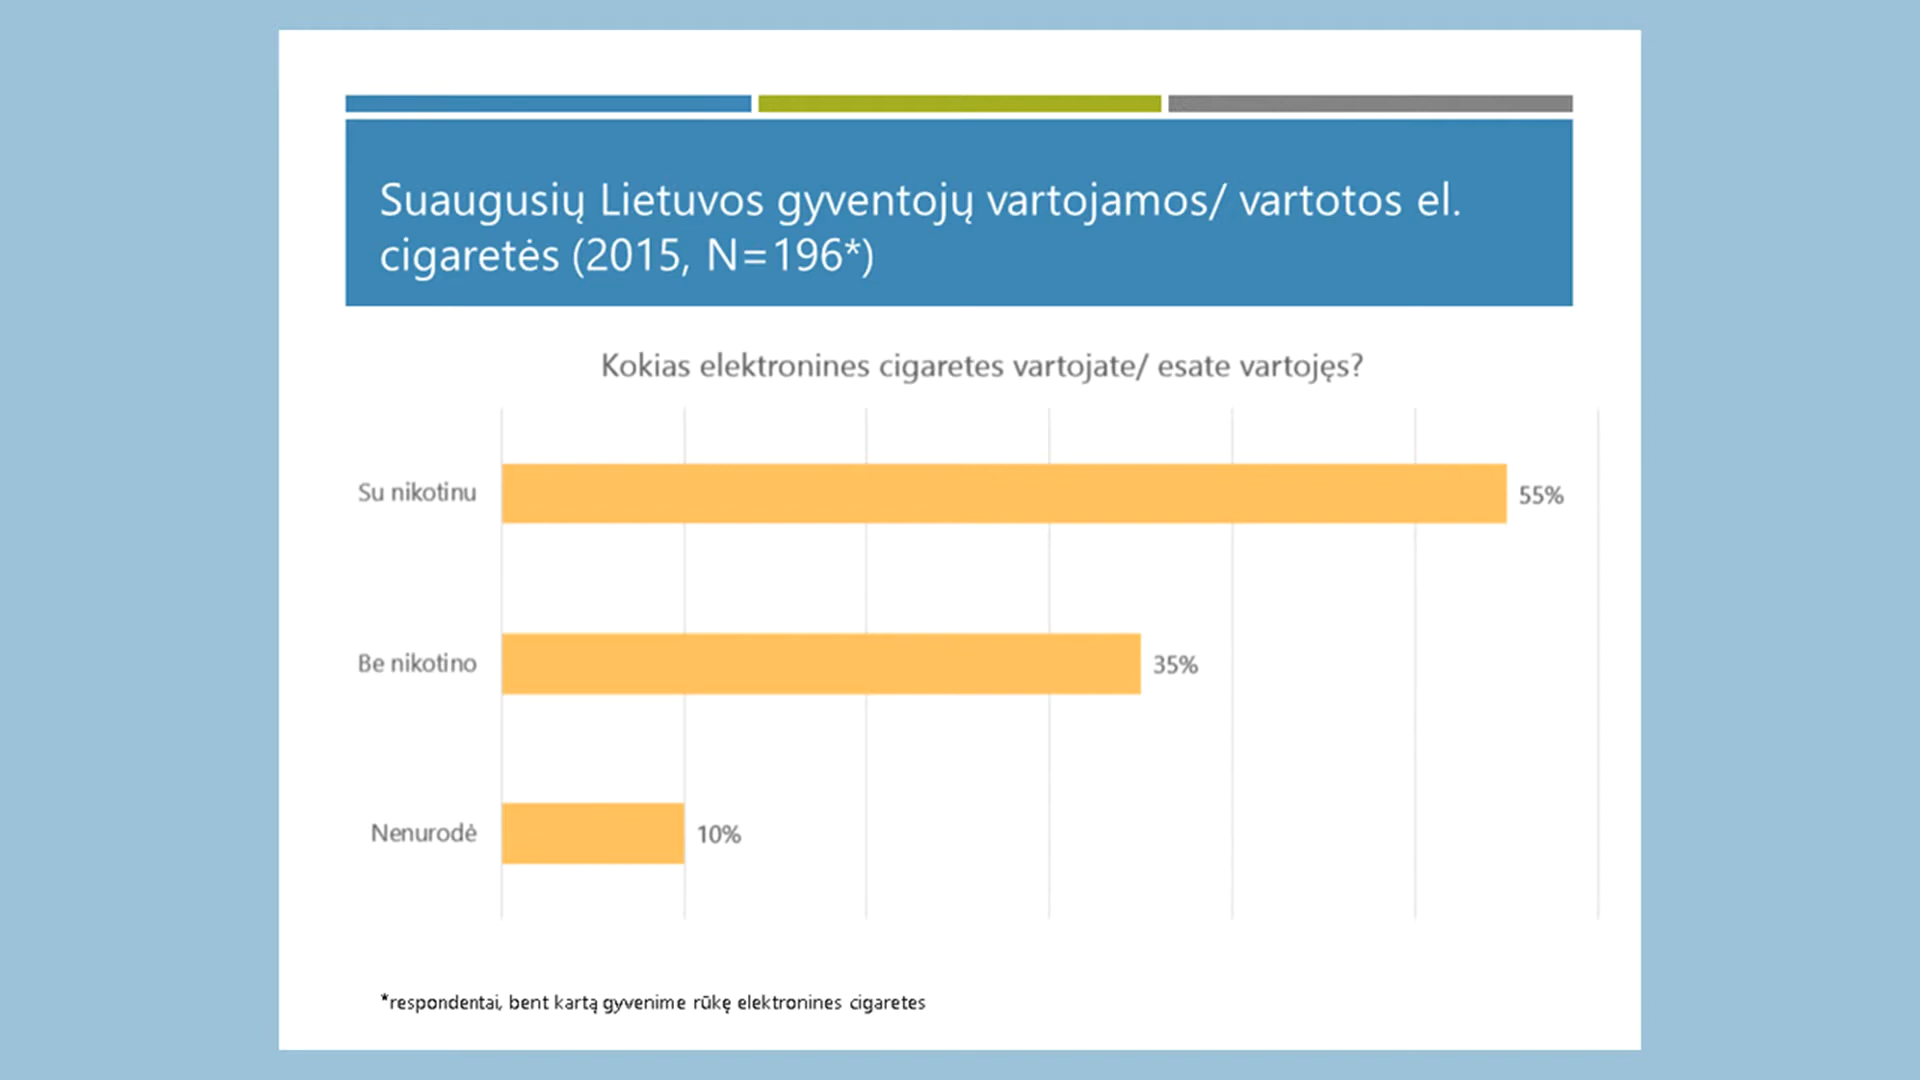 Suaugusių Lietuvos gyventojų vartojamos/ vartotos el.
cigaretės (2015, N=196*)
Kokias elektronines cigaretes vartojate/ esate vartojęs?
Su nikotinu
55%
Be nikotino
35%
Nenurodė
10%
*respondentai, bent kartą gyvenime rūkę elektronines cigaretes